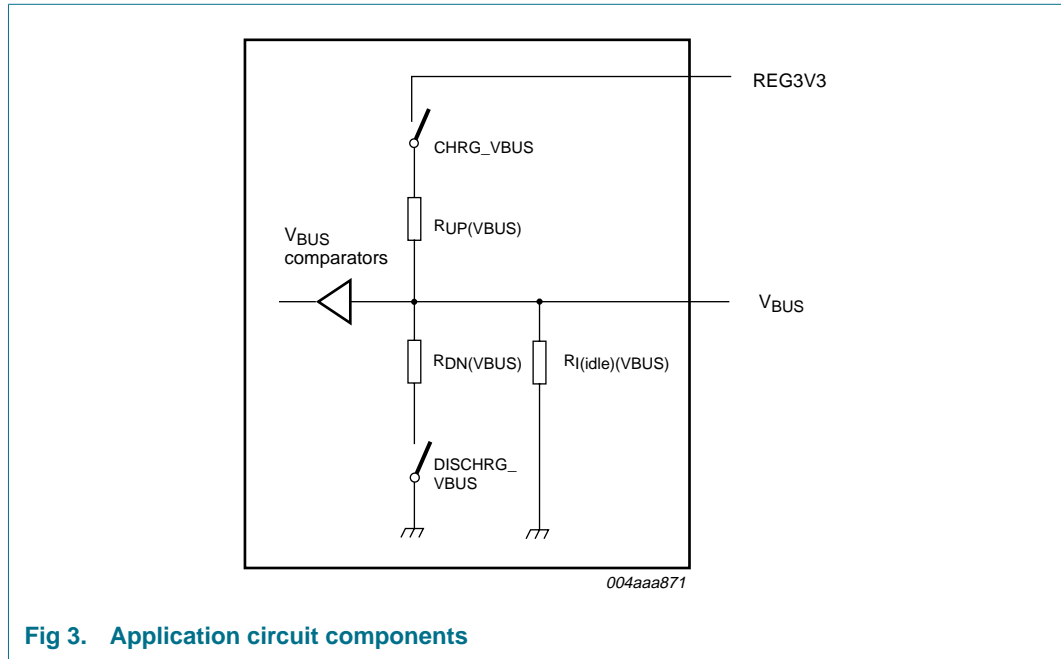 REG3V3
CHRG_VBUS
RUP(VBUS)
VBUS
comparators
VBUS
RDN(VBUS)
RI(idle)(VBUS)
DISCHRG_
VBUS
004aaa871
Fig 3. Application circuit components